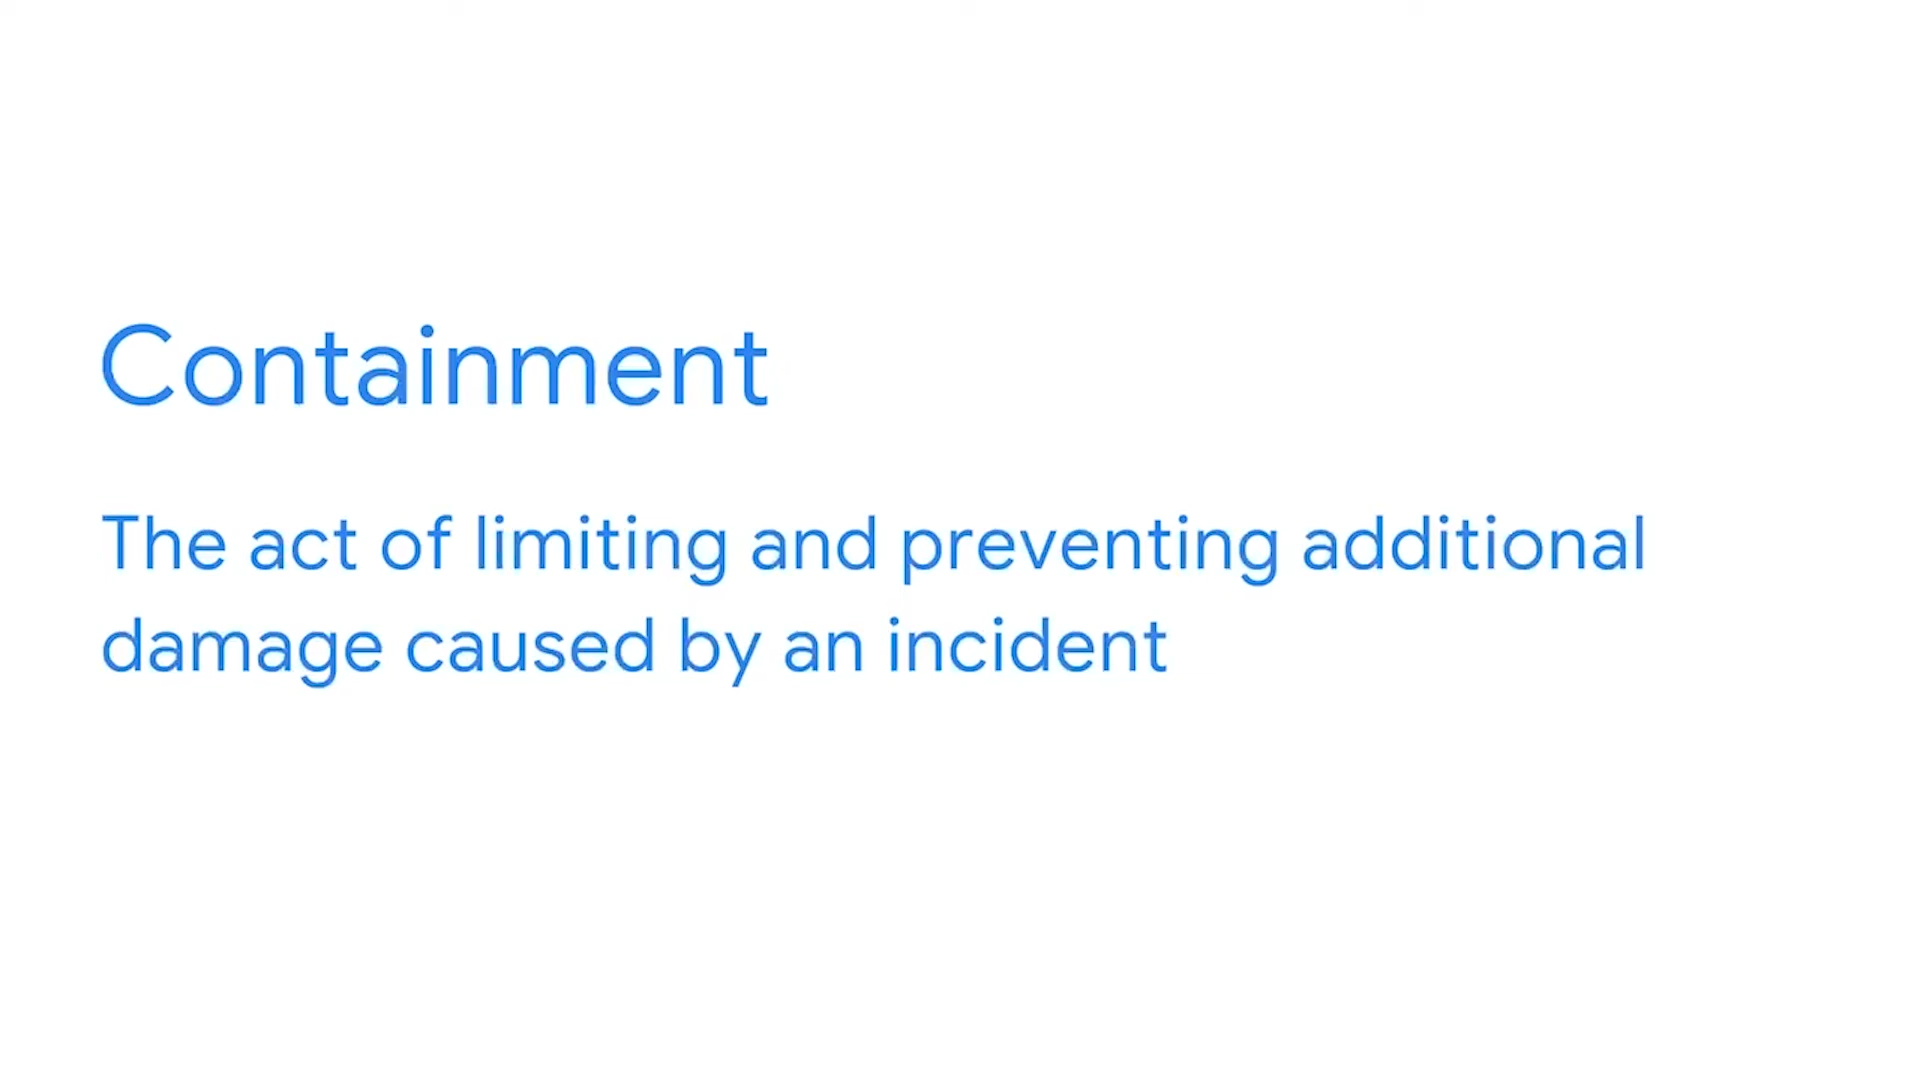 Containment
The act of limiting and preventing additional
damage caused by an incident